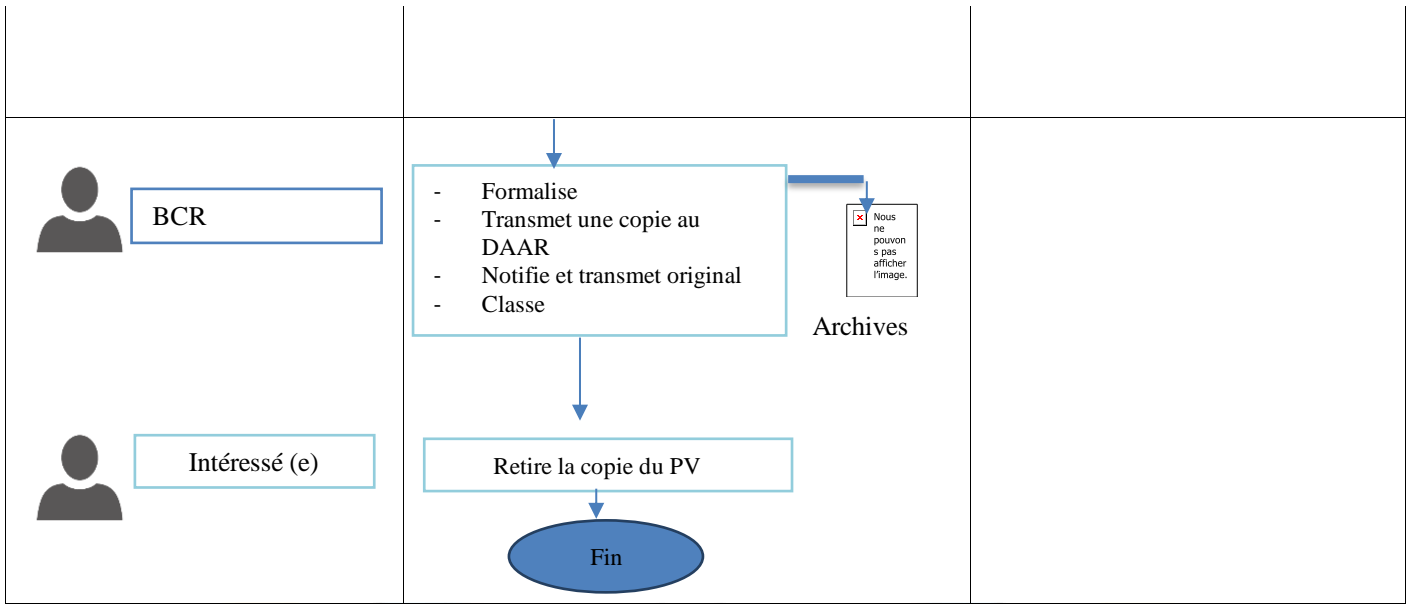 BCR
- Formalise
- Transmet une copie au
DAAR
- Notifie et transmet original
- Classe
Nous
ne
pouvon
s pas
afficher
l'image.
Archives
Intéressé (e)
Retire la copie du PV
Fin